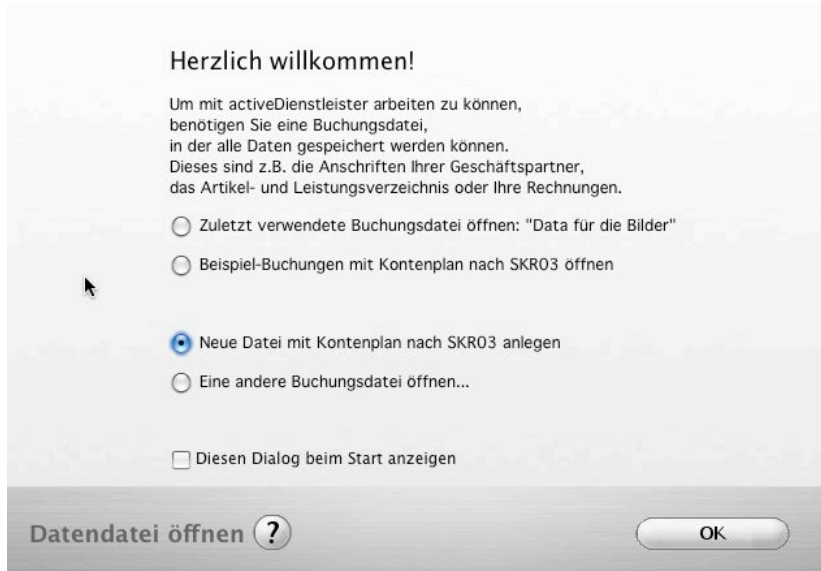 Herzlich willkommen!
Um mit activeDienstleister arbeiten zu können,
benötigen Sie eine Buchungsdatei,
in der alle Daten gespeichert werden können.
Dieses sind z.B. die Anschriften Ihrer Geschäftspartner,
das Artikel- und Leistungsverzeichnis oder Ihre Rechnungen.
Zuletzt verwendete Buchungsdatei öffnen: "Data für die Bilder"
Beispiel-Buchungen mit Kontenplan nach SKR03 öffnen
Neue Datei mit Kontenplan nach SKR03 anlegen
Eine andere Buchungsdatei öffnen...
Diesen Dialog beim Start anzeigen
Datendatei öffnen ?
OK